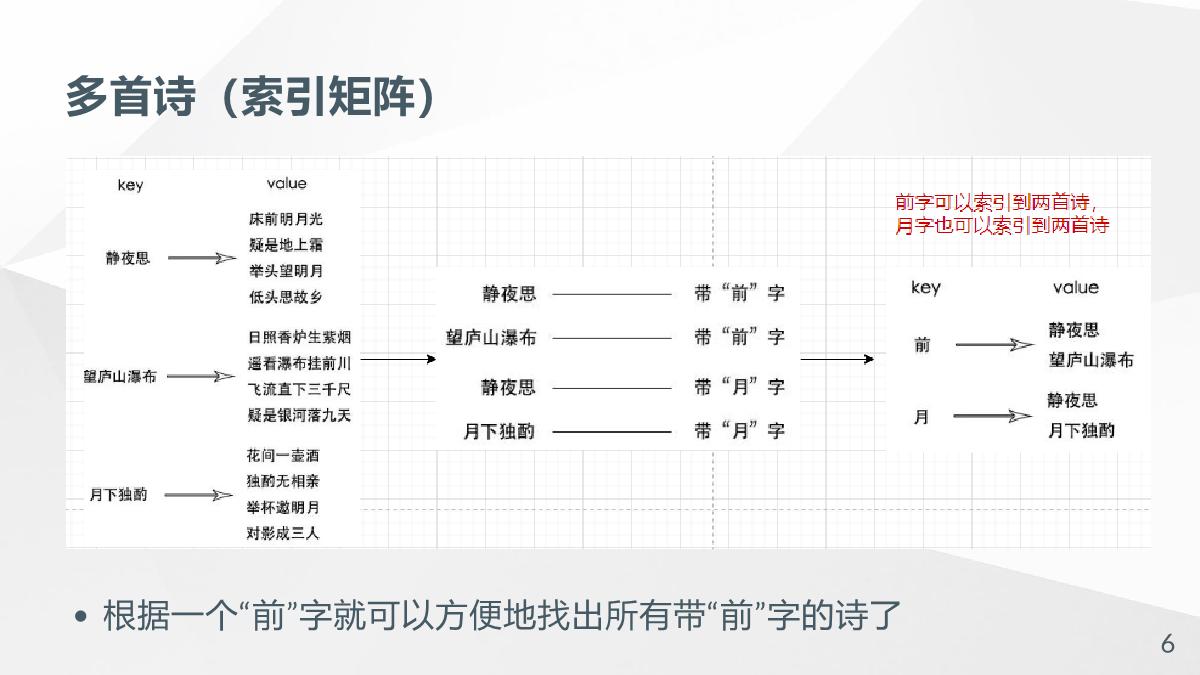 多首诗（索引矩阵）
key
value
静夜思
床前明月光
疑是地上霜
举头望明月
低头思故乡
望庐山瀑布
日照香炉生紫烟
遥看瀑布挂前川
飞流直下三千尺
疑是银河落九天
月下独酌
花间一壶酒
独酌无相亲
举杯邀明月
对影成三人
静夜思
带“前”字
望庐山瀑布
带“前”字
静夜思
带“月”字
月下独酌
带“月”字
前字可以索引到两首诗，
月字也可以索引到两首诗
key
value
前
静夜思
望庐山瀑布
月
静夜思
月下独酌
• 根据一个“前”字就可以方便地找出所有带“前”字的诗了
6